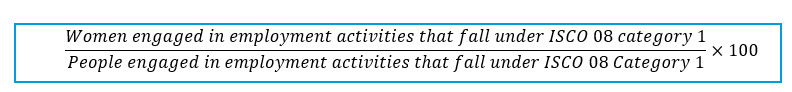 Women engaged in employment activities that fall under ISCO 08 category 1
People engaged in employment activities that fall under ISCO 08 Category 1
× 100